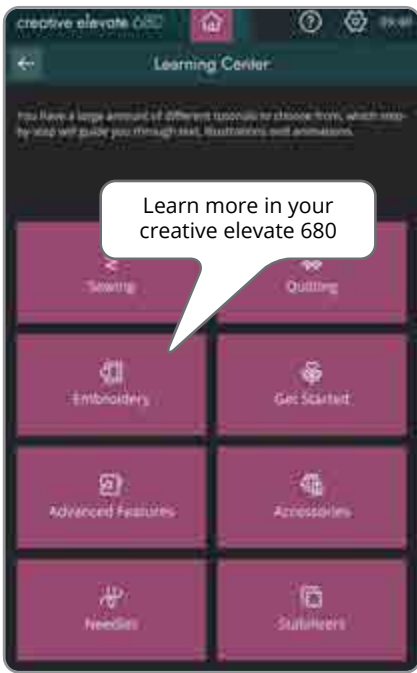 creative elevate 680
Learning Center
You have a large amount of different tutorials to choose from, which step-
by-step will guide you through text, illustrations and animations.
Learn more in your
creative elevate 680
Sewing
Quilting
Embroidery
Get Started
Advanced Features
Accessories
Needles
Stabilizers